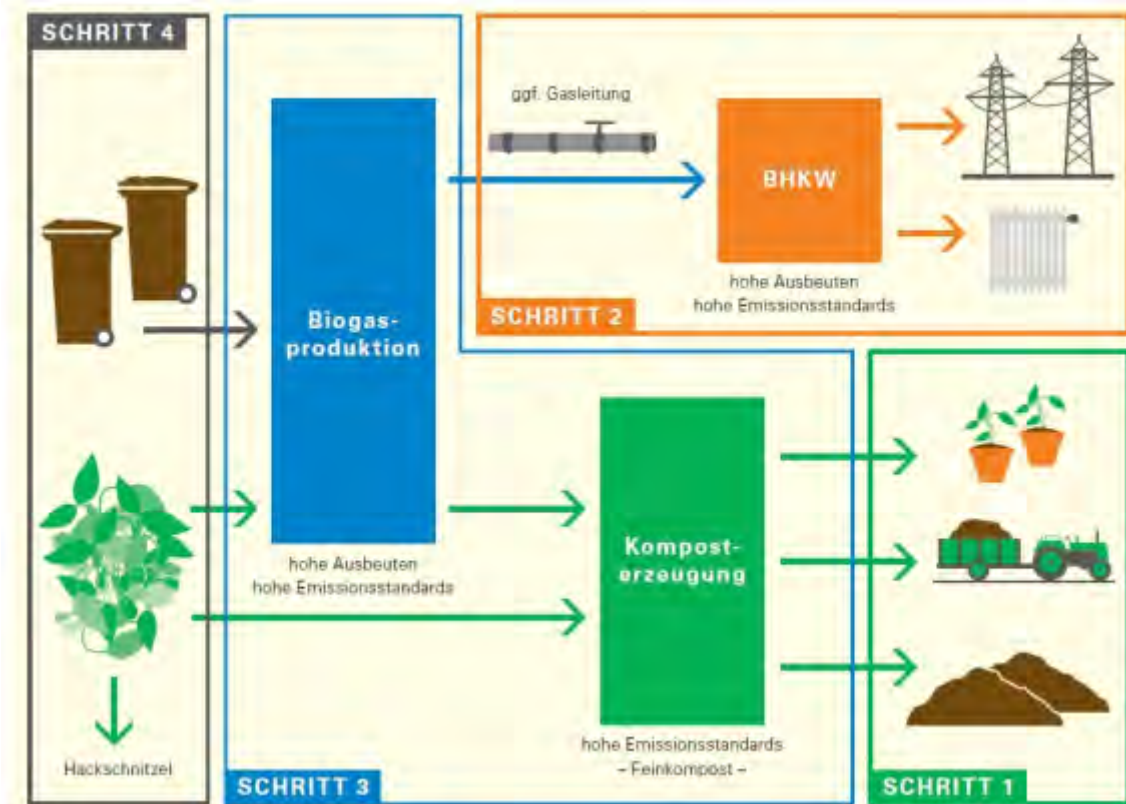 SCHRITT 4
ggf. Gasleitung
BHKW
hohe Ausbeuten
hohe Emissionsstandards
SCHRITT 2
Biogas-
produktion
hohe Ausbeuten
hohe Emissionsstandards
Kompost-
erzeugung
hohe Emissionsstandards
– Feinkompost –
Hackschnitzel
SCHRITT 3
SCHRITT 1